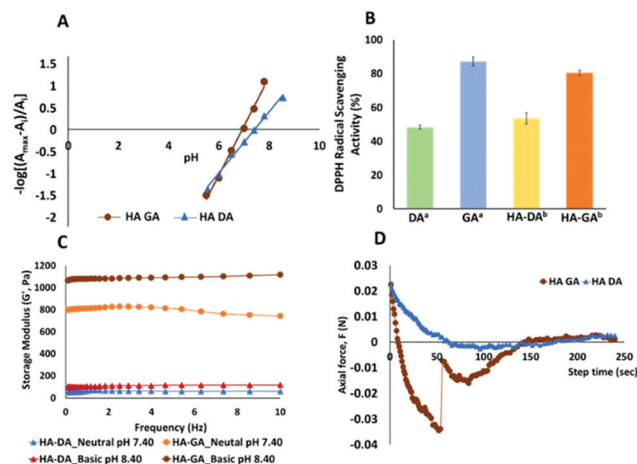 A
-log[(Amax-Ai)/Ai]
1.5
1
0.5
0
-0.5
-1
-1.5
-2
0 2 4 6 8 10
pH
HA GA HA DA
B
DPPH Radical Scavenging
Activity (%)
100
80
60
40
20
0
DAᵃ GAᵃ HA-DAᵇ HA-GAᵇ
C
Storage Modulus (G', Pa)
1200
1000
800
600
400
200
0
0 2 4 6 8 10
Frequency (Hz)
HA-DA_Neutral pH 7.40 HA-GA_Neutal pH 7.40
HA-DA_Basic pH 8.40 HA-GA_Basic pH 8.40
D
HA GA HA DA
Axial force, F (N)
0.03
0.02
0.01
0
-0.01
-0.02
-0.03
-0.04
0 50 100 150 200 250
Step time (sec)